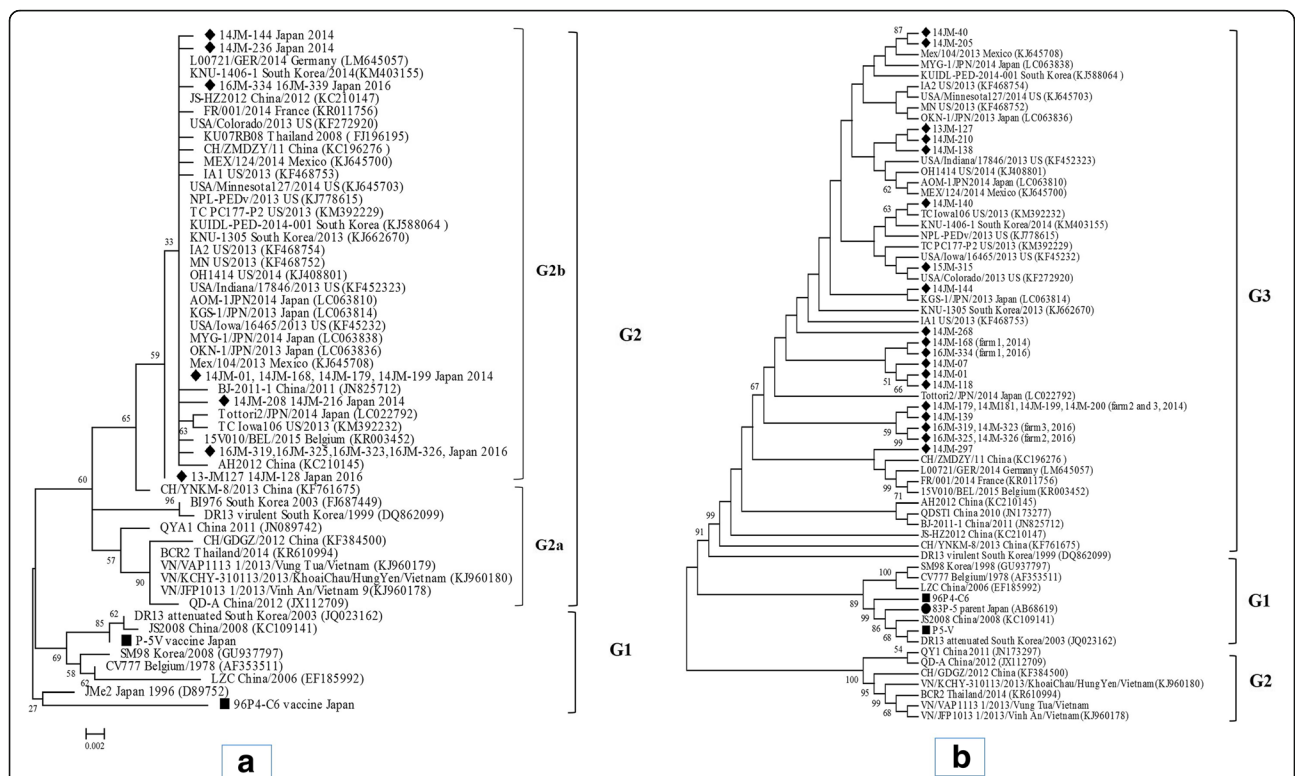 14JM-144 Japan 2014
14JM-236 Japan 2014
L00721/GER/2014 Germany (LM645057)
KNU-1406-1 South Korea/2014(KM403155)
16JM-334 16JM-339 Japan 2016
JS-HZ2012 China/2012 (KC210147)
FR/001/2014 France (KR011756)
USA/Colorado/2013 US (KF272920)
KU07RB08 Thailand 2008 ( FJ196195)
CH/ZMDZY/11 China (KC196276 )
MEX/124/2014 Mexico (KJ645700)
IA1 US/2013 (KF468753)
USA/Minnesota127/2014 US (KJ645703)
NPL-PEDv/2013 US (KJ778615)
TC PC177-P2 US/2013 (KM392229)
KUIDL-PED-2014-001 South Korea (KJ588064 )
KNU-1305 South Korea/2013 (KJ662670)
IA2 US/2013 (KF468754)
MN US/2013 (KF468752)
OH1414 US/2014 (KJ408801)
USA/Indiana/17846/2013 US (KF452323)
AOM-1JPN2014 Japan (LC063810)
KGS-1/JPN/2013 Japan (LC063814)
USA/Iowa/16465/2013 US (KF45232)
MYG-1/JPN/2014 Japan (LC063838)
OKN-1/JPN/2013 Japan (LC063836)
Mex/104/2013 Mexico (KJ645708)
14JM-01, 14JM-168, 14JM-179, 14JM-199 Japan 2014
BJ-2011-1 China/2011 (JN825712)
14JM-208 14JM-216 Japan 2014
Tottori2/JPN/2014 Japan (LC022792)
TC Iowa106 US/2013 (KM392232)
15V010/BEL/2015 Belgium (KR003452)
16JM-319,16JM-325,16JM-323,16JM-326, Japan 2016
AH2012 China (KC210145)
13-JM127 14JM-128 Japan 2016
CH/YNKM-8/2013 China (KF761675)
BI976 South Korea 2003 (FJ687449)
DR13 virulent South Korea/1999 (DQ862099)
QYA1 China 2011 (JN089742)
CH/GDGZ/2012 China (KF384500)
BCR2 Thailand/2014 (KR610994)
VN/VAP1113 1/2013/Vung Tua/Vietnam (KJ960179)
VN/KCHY-310113/2013/KhoaiChau/HungYen/Vietnam (KJ960180)
VN/JFP1013 1/2013/Vinh An/Vietnam 9(KJ960178)
QD-A China/2012 (JX112709)
DR13 attenuated South Korea/2003 (JQ023162)
JS2008 China/2008 (KC109141)
P-5V vaccine Japan
SM98 Korea/2008 (GU937797)
CV777 Belgium/1978 (AF353511)
LZC China/2006 (EF185992)
JMe2 Japan 1996 (D89752)
96P4-C6 vaccine Japan
33
59
65
63
60
96
57
90
62
85
69
58
62
27
0.002
G2b
G2
G2a
G1
a
87
14JM-40
14JM-205
Mex/104/2013 Mexico (KJ645708)
MYG-1/JPN/2014 Japan (LC063838)
KUIDL-PED-2014-001 South Korea(KJ588064 )
IA2 US/2013 (KF468754)
USA/Minnesota127/2014 US (KJ645703)
MN US/2013 (KF468752)
OKN-1/JPN/2013 Japan (LC063836)
13JM-127
14JM-210
14JM-138
USA/Indiana/17846/2013 US(KF452323)
OH1414 US/2014 (KJ408801)
AOM-1JPN2014 Japan (LC063810)
62
MEX/124/2014 Mexico (KJ645700)
14JM-140
63
TC Iowa106 US/2013 (KM392232)
KNU-1406-1 South Korea/2014 (KM403155)
NPL-PEDv/2013 US (KJ778615)
TC PC177-P2 US/2013 (KM392229)
USA/Iowa/16465/2013 US (KF45232)
15JM-315
USA/Colorado/2013 US (KF272920)
14JM-144
KGS-1/JPN/2013 Japan (LC063814)
KNU-1305 South Korea/2013 (KJ662670)
IA1 US/2013 (KF468753)
14JM-268
14JM-168 (farm1, 2014)
16JM-334 (farm1, 2016)
14JM-07
14JM-01
51
14JM-118
66
67
Tottori2/JPN/2014 Japan (LC022792)
14JM-179, 14JM181, 14JM-199, 14JM-200 (farm2 and 3, 2014)
14JM-139
16JM-319, 14JM-323 (farm3, 2016)
59
16JM-325, 14JM-326 (farm2, 2016)
99
14JM-297
CH/ZMDZY/11 China (KC196276 )
L00721/GER/2014 Germany (LM645057)
FR/001/2014 France (KR011756)
99
15V010/BEL/2015 Belgium(KR003452)
71
AH2012 China (KC210145)
QDST1 China 2010 (JN173277)
BJ-2011-1 China/2011 (JN825712)
99
JS-HZ2012 China (KC210147)
91
CH/YNKM-8/2013 China (KF761675)
DR13 virulent South Korea/1999 (DQ862099)
SM98 Korea/1998 (GU937797)
100
CV777 Belgium/1978 (AF353511)
LZC China/2006 (EF185992)
96P4-C6
89
83P-5 parent Japan (AB68619)
99
JS2008 China/2008 (KC109141)
86
P5-V
68
DR13 attenuated South Korea/2003 (JQ023162)
54
QY1 China 2011 (JN173297)
QD-A China/2012 (JX112709)
100
CH/GDGZ/2012 China (KF384500)
VN/KCHY-310113/2013/KhoaiChau/HungYen/Vietnam(KJ960180)
95
BCR2 Thailand/2014 (KR610994)
99
VN/VAP1113 1/2013/Vung Tua/Vietnam
68
VN/JFP1013 1/2013/Vinh An/Vietnam(KJ960178)
G3
G1
G2
b